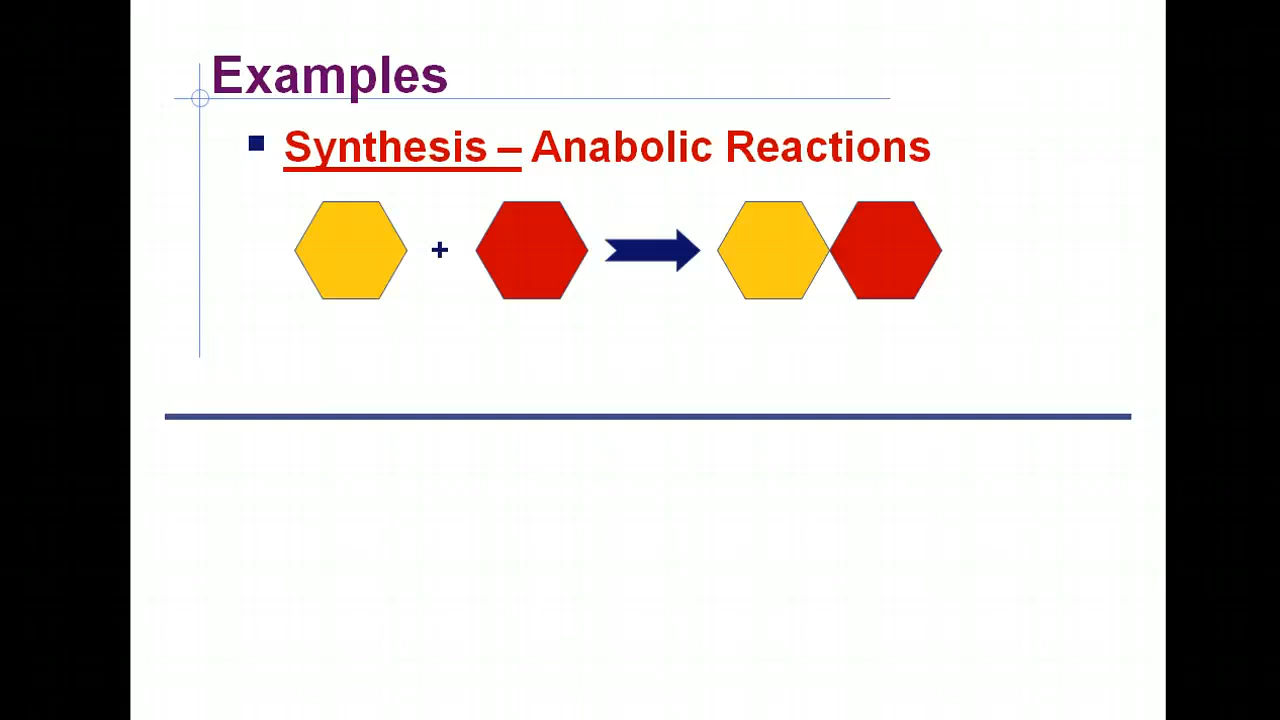 Examples
Synthesis – Anabolic Reactions
+